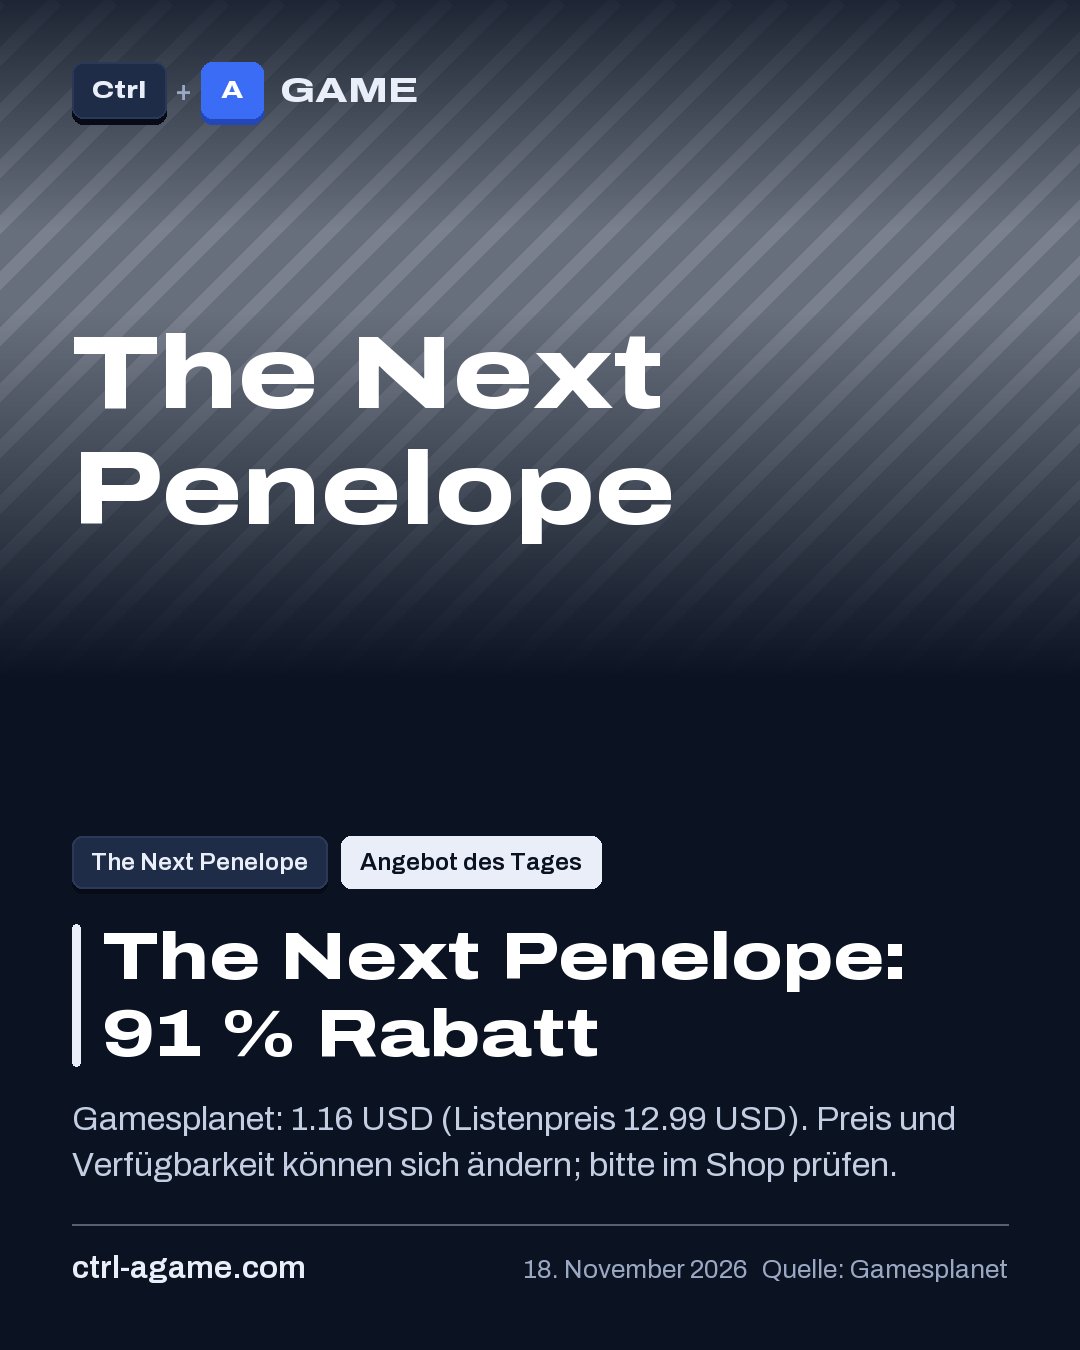 Ctrl + A GAME
The Next
Penelope
The Next Penelope
Angebot des Tages
The Next Penelope:
91 % Rabatt
Gamesplanet: 1.16 USD (Listenpreis 12.99 USD). Preis und
Verfügbarkeit können sich ändern; bitte im Shop prüfen.
ctrl-agame.com
18. November 2026 Quelle: Gamesplanet